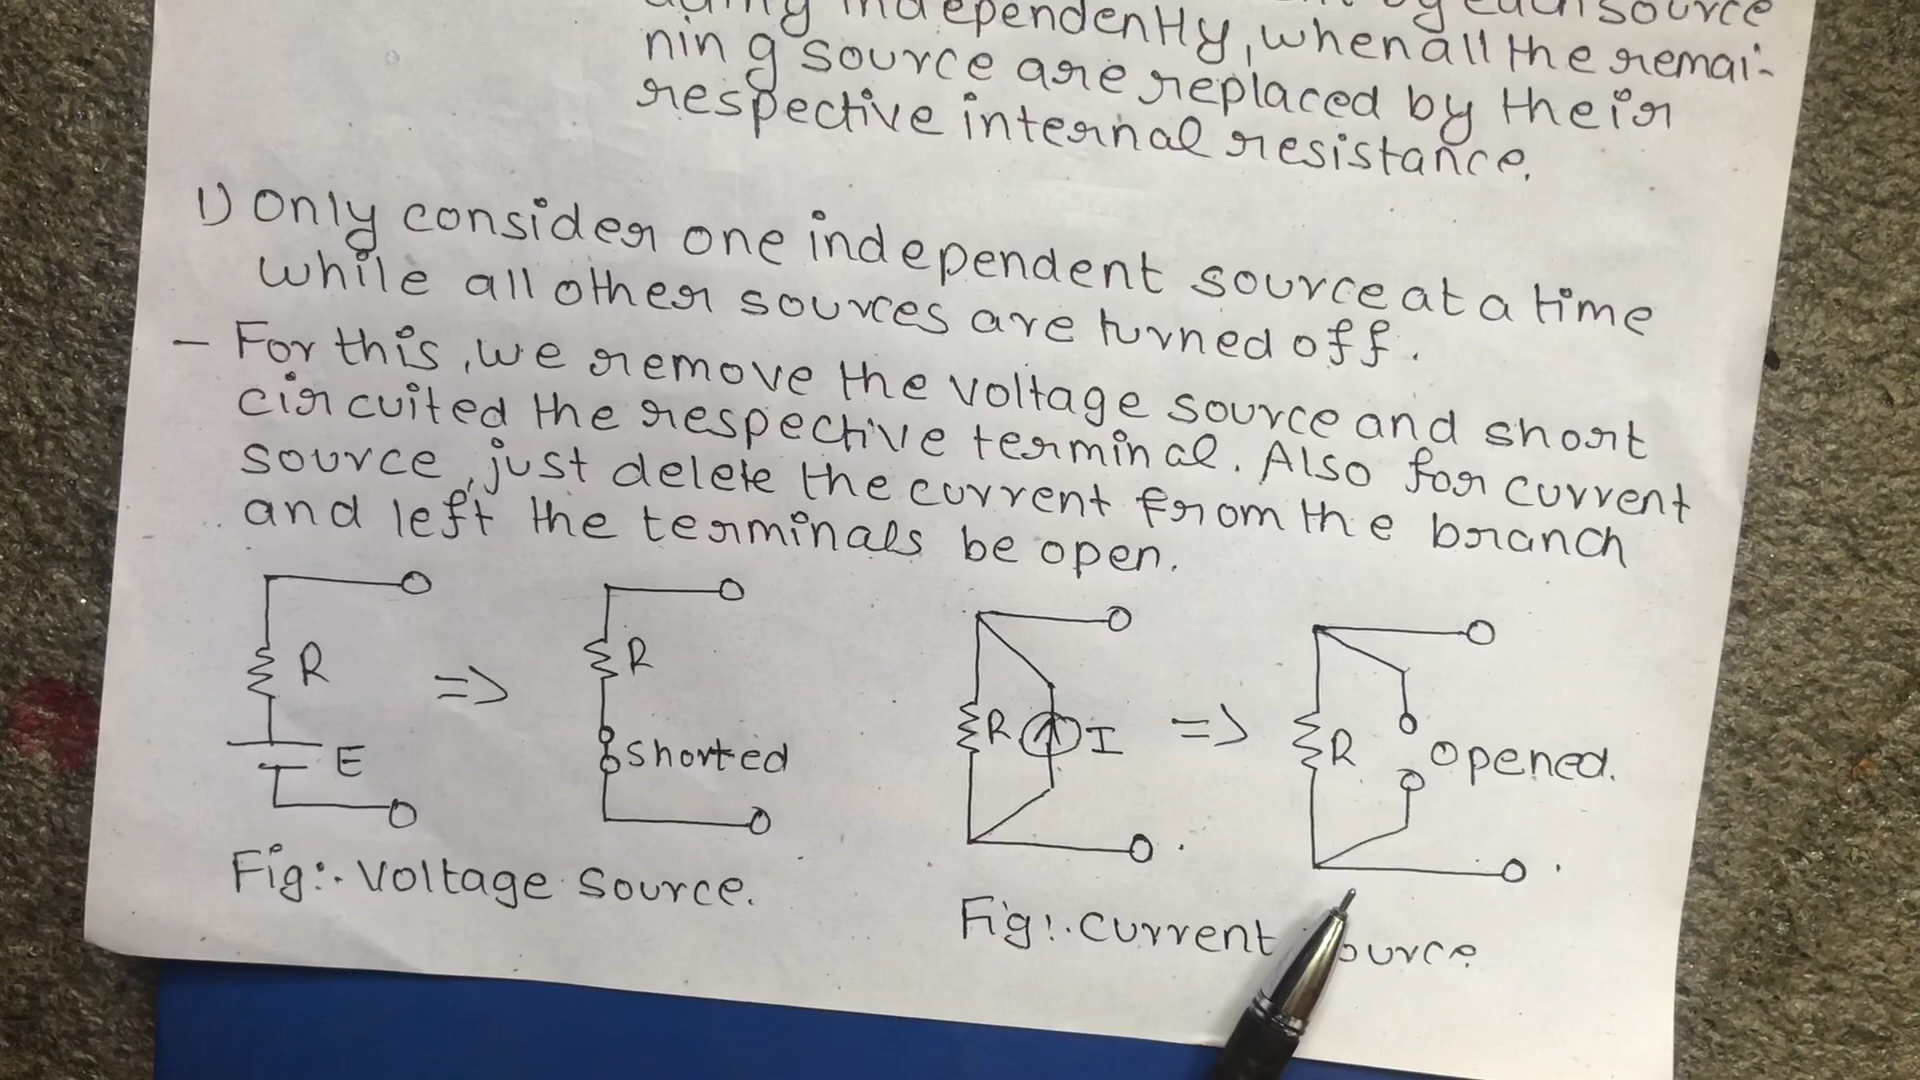 independently, when all the remai-
ning source are replaced by their
respective internal resistance.
1) Only consider one independent source at a time
while all other sources are turned off.
- For this, we remove the voltage source and short
circuited the respective terminal. Also for current
source, just delete the current from the branch
and left the terminals be open.
R => R
E shorted
R I => R opened.
Fig:. Voltage Source.
Fig:. Current source